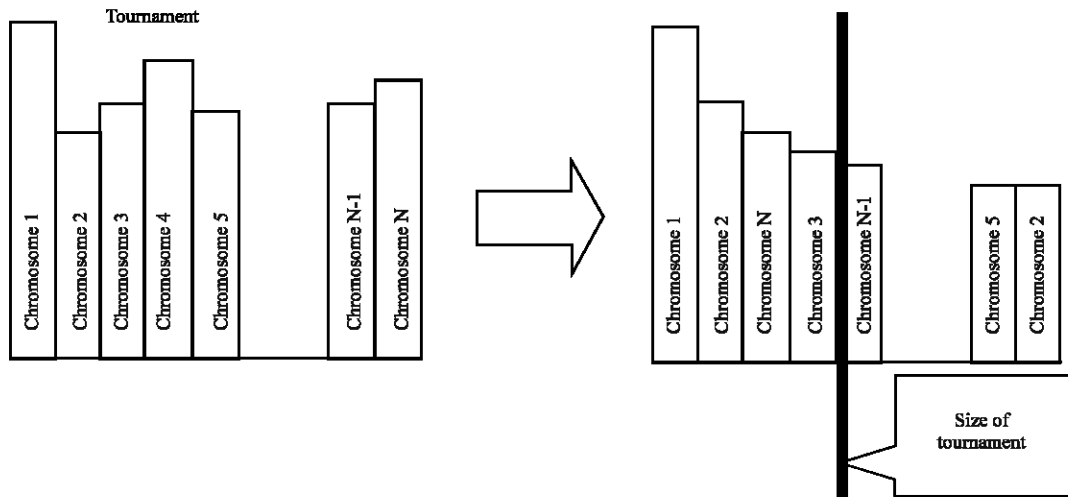 Tournament
Chromosome 1
Chromosome 2
Chromosome 3
Chromosome 4
Chromosome 5
Chromosome N-1
Chromosome N
Chromosome 1
Chromosome 2
Chromosome N
Chromosome 3
Chromosome N-1
Chromosome 5
Chromosome 2
Size of
tournament